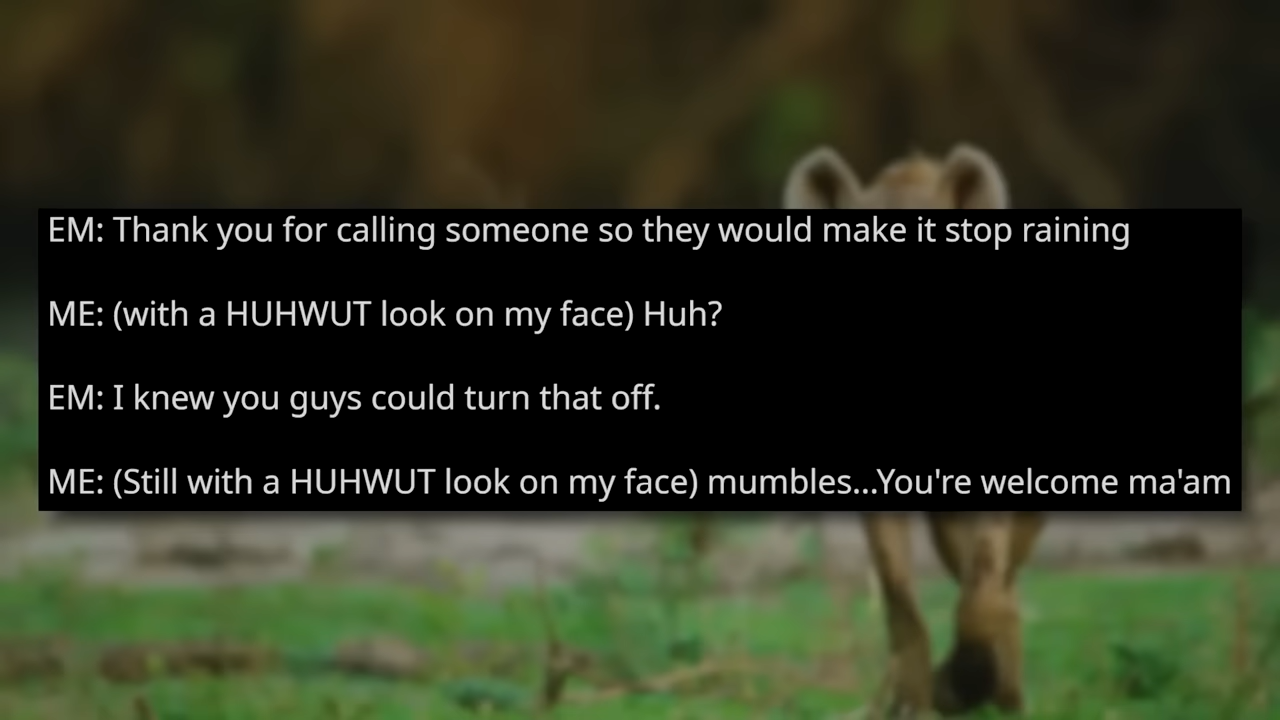 EM: Thank you for calling someone so they would make it stop raining
ME: (with a HUHWUT look on my face) Huh?
EM: I knew you guys could turn that off.
ME: (Still with a HUHWUT look on my face) mumbles...You're welcome ma'am